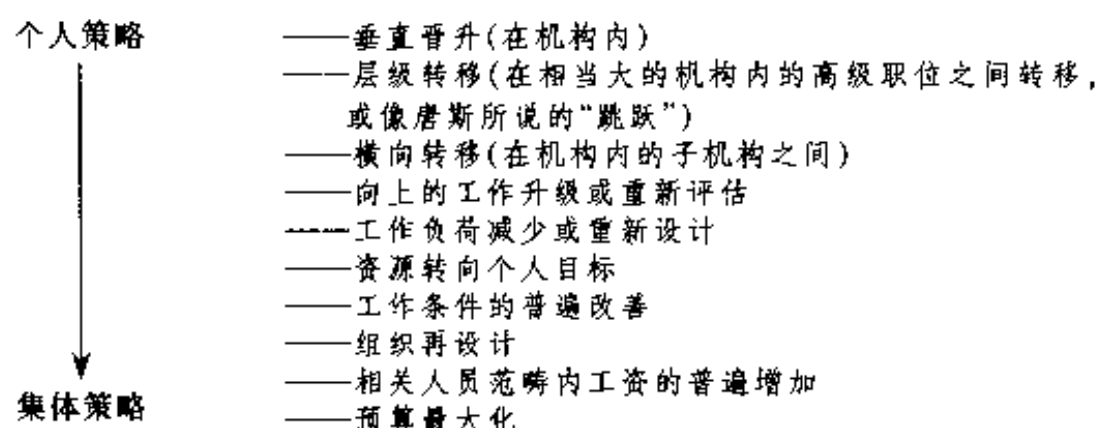 个人策略 ——垂直晋升(在机构内)
——层级转移(在相当大的机构内的高级职位之间转移，
或像唐斯所说的“跳跃”)
——横向转移(在机构内的子机构之间)
——向上的工作升级或重新评估
——工作负荷减少或重新设计
——资源转向个人目标
——工作条件的普遍改善
——组织再设计
——相关人员范畴内工资的普遍增加
集体策略 ——预算最大化